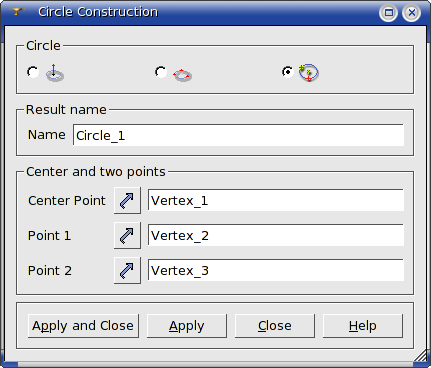 Circle Construction
Circle
Result name
Name Circle_1
Center and two points
Center Point Vertex_1
Point 1 Vertex_2
Point 2 Vertex_3
Apply and Close Apply Close Help